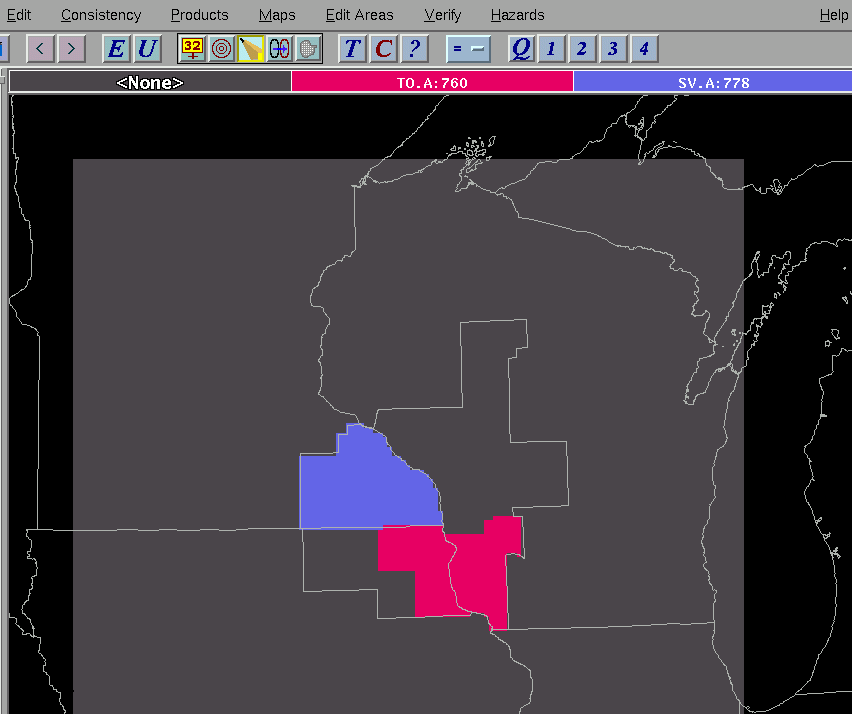 Edit Consistency Products Maps Edit Areas Verify Hazards Help
< > E U 32 T C ? = Q 1 2 3 4
<None> TO.A:760 SV.A:778